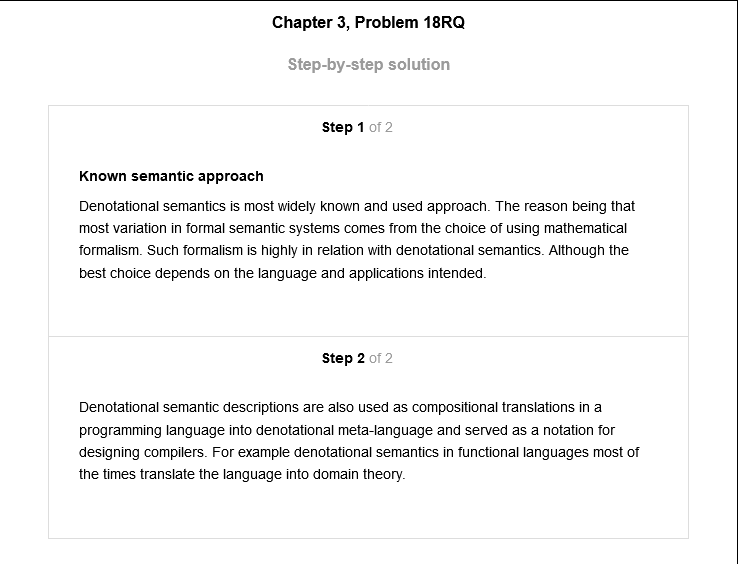 Chapter 3, Problem 18RQ
Step-by-step solution
Step 1 of 2
Known semantic approach
Denotational semantics is most widely known and used approach. The reason being that
most variation in formal semantic systems comes from the choice of using mathematical
formalism. Such formalism is highly in relation with denotational semantics. Although the
best choice depends on the language and applications intended.
Step 2 of 2
Denotational semantic descriptions are also used as compositional translations in a
programming language into denotational meta-language and served as a notation for
designing compilers. For example denotational semantics in functional languages most of
the times translate the language into domain theory.